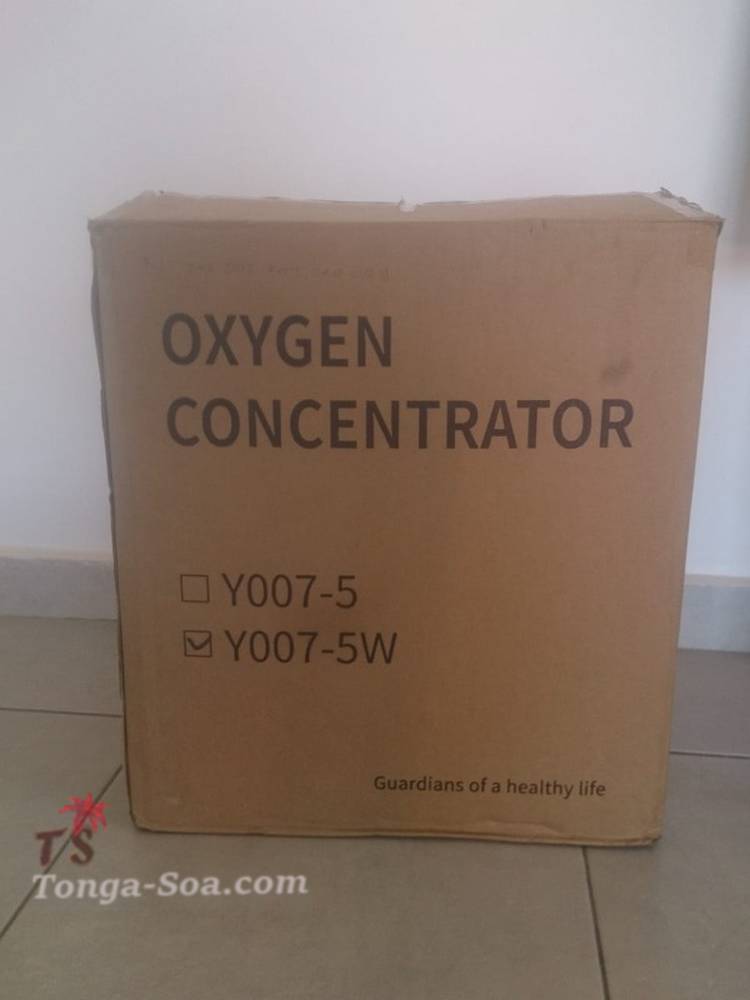 OXYGEN
CONCENTRATOR
☐ Y007-5
☑ Y007-5W
Guardians of a healthy life
TS
Tonga-Soa.com